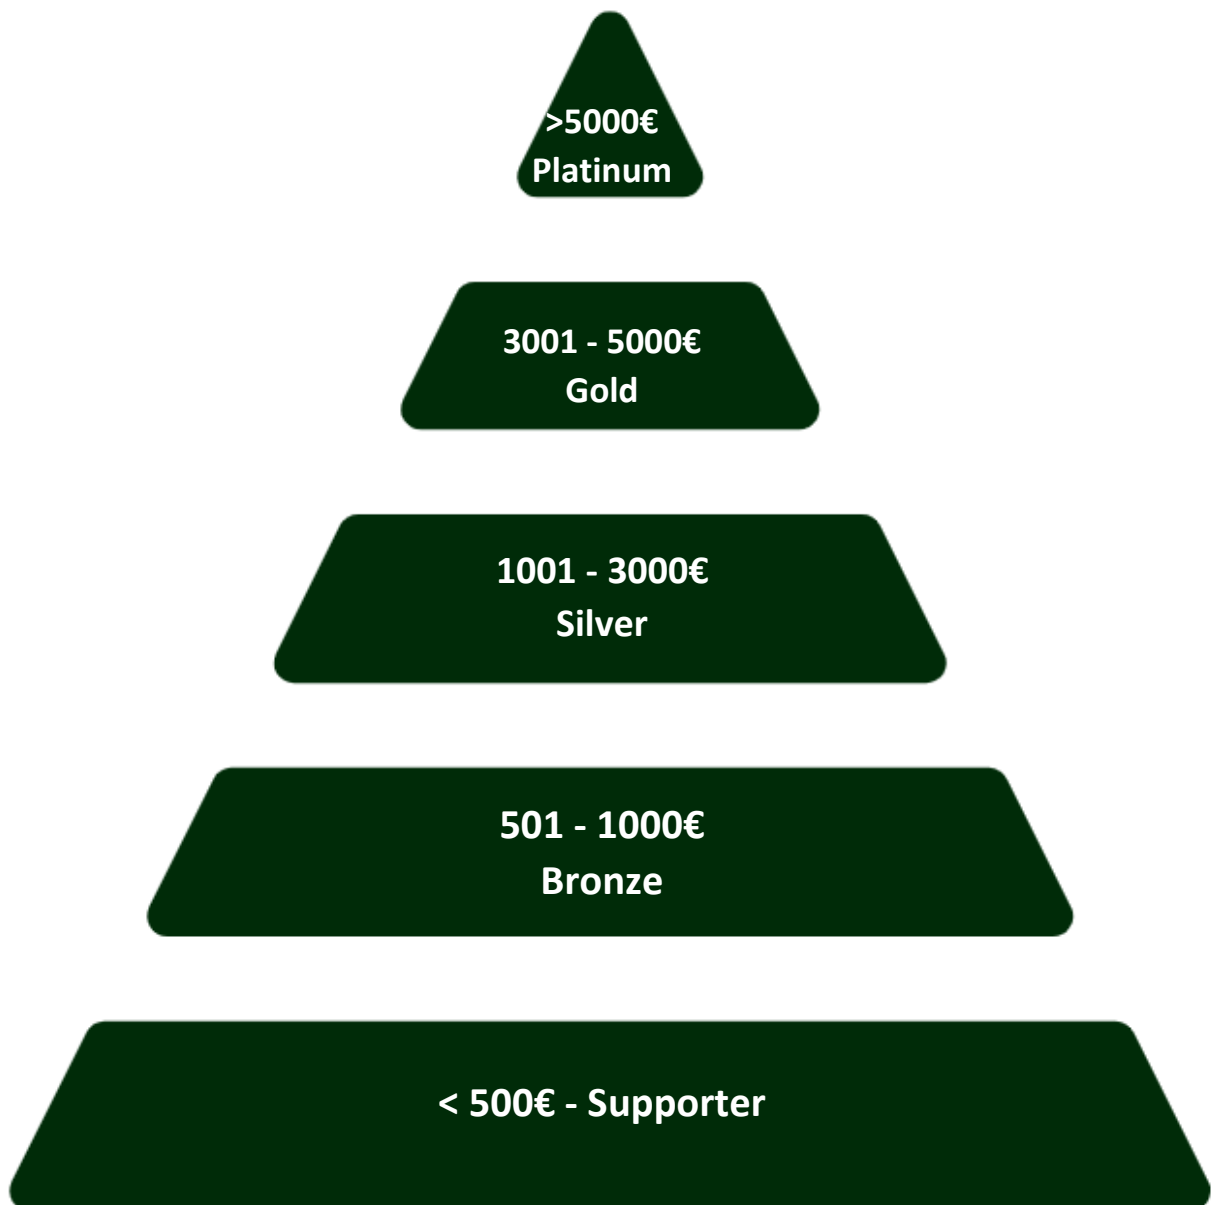 >5000€
Platinum
3001 - 5000€
Gold
1001 - 3000€
Silver
501 - 1000€
Bronze
< 500€ - Supporter